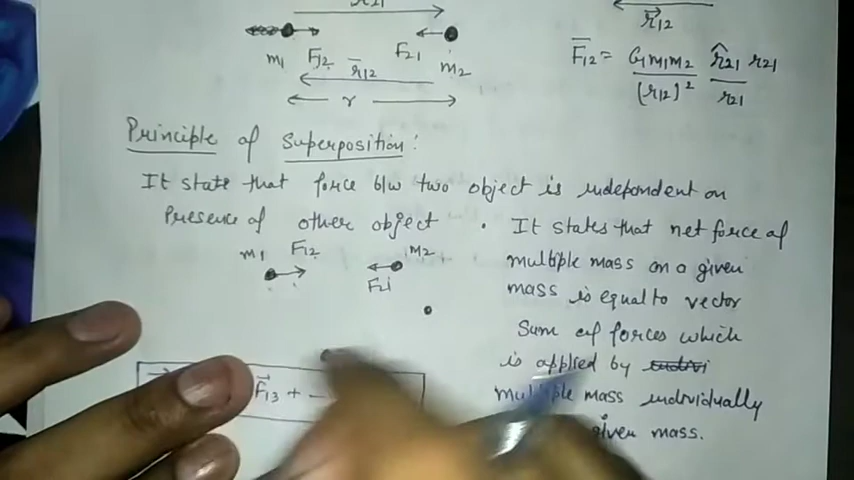 m1 F12 F21 m2
r12
r
r12
F12 = G1m1m2 r̂21 r21
(r12)² r21
Principle of Superposition:
It state that force b/w two object is independent on
Presence of other object.
m1 F12 m2
F21
It states that net force of
multiple mass on a given
mass is equal to vector
Sum of forces which
is applied by
multiple mass individually
given mass.
F13 + -